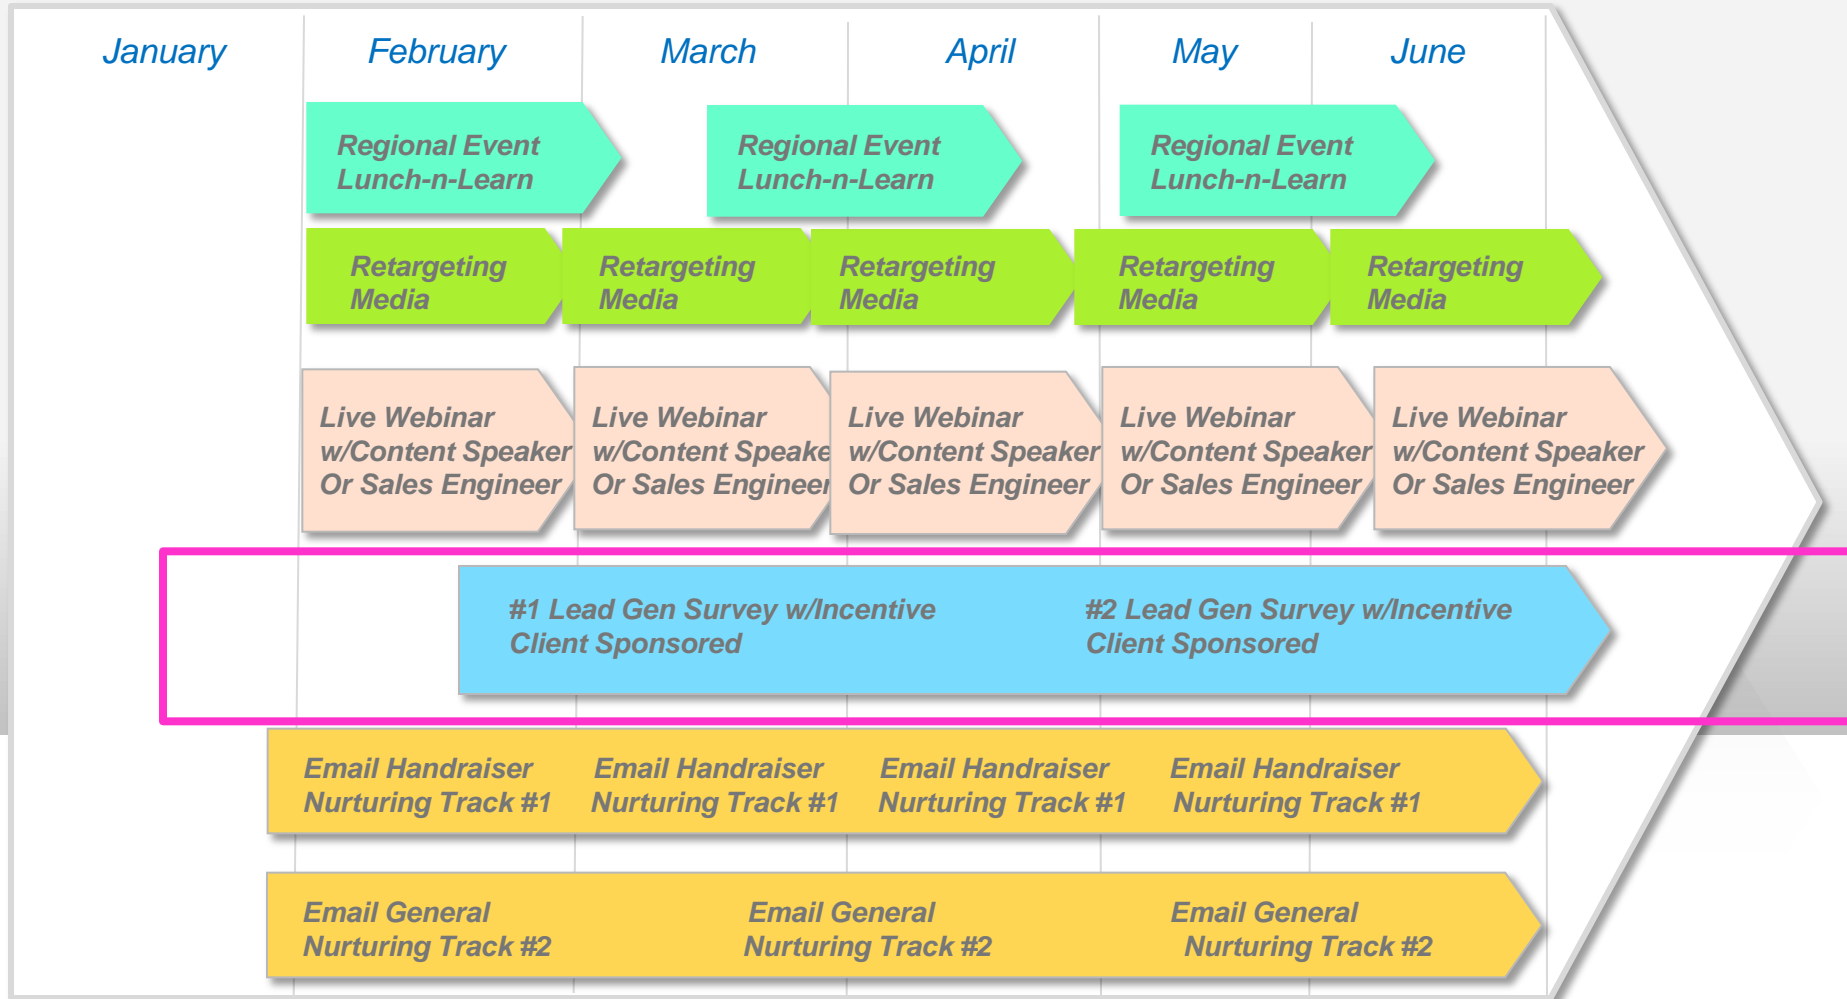 January February March April May June
Regional Event Regional Event Regional Event
Lunch-n-Learn Lunch-n-Learn Lunch-n-Learn
Retargeting Retargeting Retargeting Retargeting Retargeting
Media Media Media Media Media
Live Webinar Live Webinar Live Webinar Live Webinar Live Webinar
w/Content Speaker w/Content Speake w/Content Speaker w/Content Speaker w/Content Speaker
Or Sales Engineer Or Sales Engineer Or Sales Engineer Or Sales Engineer Or Sales Engineer
#1 Lead Gen Survey w/Incentive #2 Lead Gen Survey w/Incentive
Client Sponsored Client Sponsored
Email Handraiser Email Handraiser Email Handraiser Email Handraiser
Nurturing Track #1 Nurturing Track #1 Nurturing Track #1 Nurturing Track #1
Email General Email General Email General
Nurturing Track #2 Nurturing Track #2 Nurturing Track #2